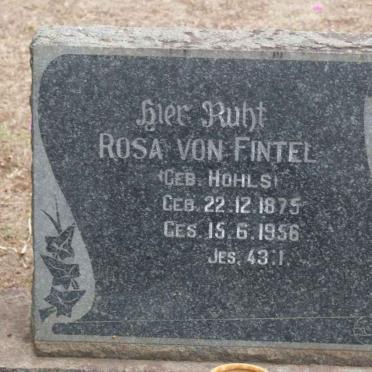 Hier Ruht
ROSA VON FINTEL
(GEB. HOHLS)
GEB. 22.12.1875
GES. 15.6.1956
JES. 43:1.